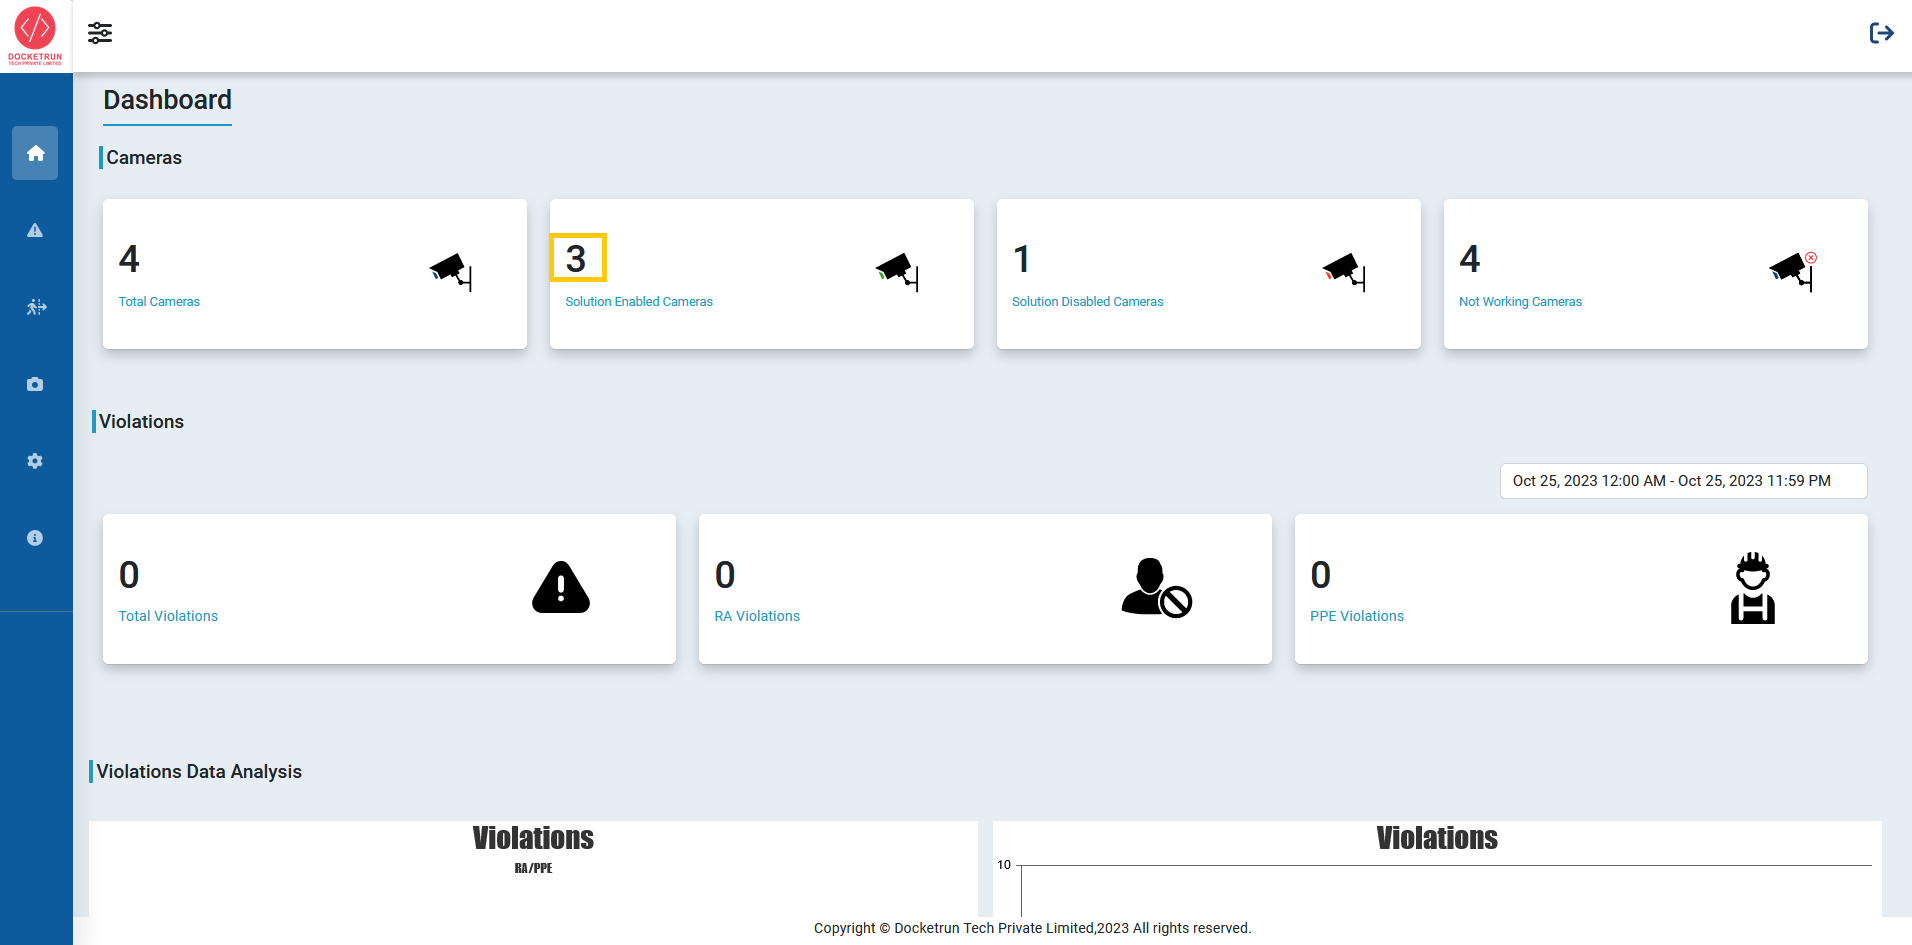 DOCKETRUN
TECH PRIVATE LIMITED
Dashboard
Cameras
4
Total Cameras
3
Solution Enabled Cameras
1
Solution Disabled Cameras
4
Not Working Cameras
Violations
Oct 25, 2023 12:00 AM - Oct 25, 2023 11:59 PM
0
Total Violations
0
RA Violations
0
PPE Violations
Violations Data Analysis
Violations
RA/PPE
Violations
10
Copyright © Docketrun Tech Private Limited,2023 All rights reserved.